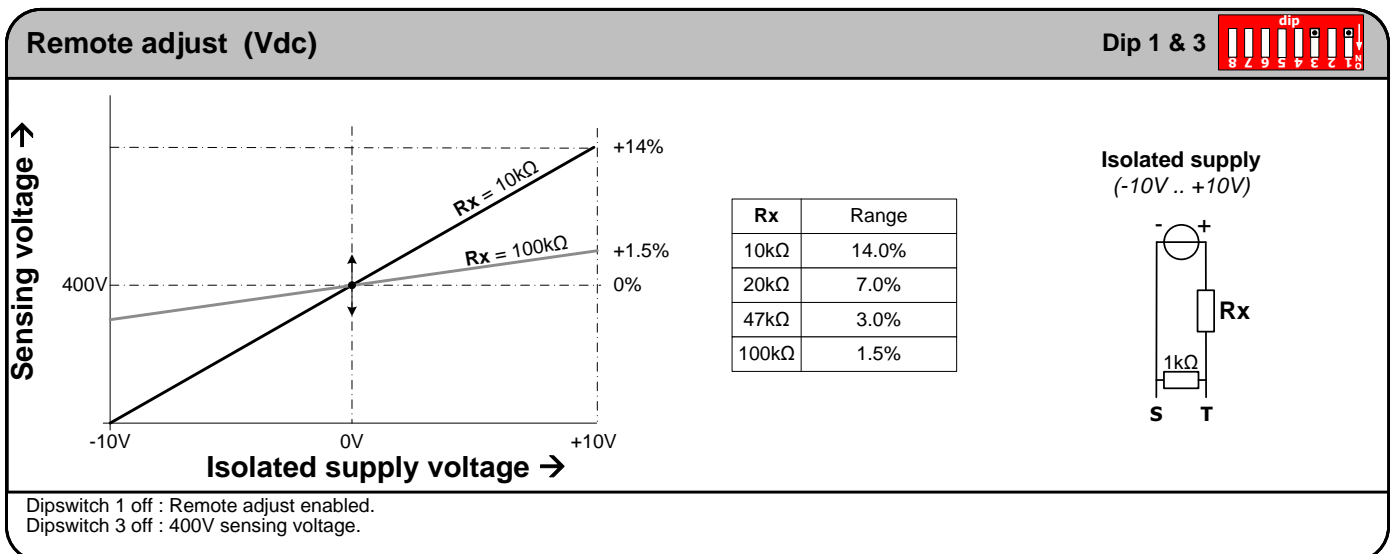 Remote adjust (Vdc)
Dip 1 & 3
dip
8 7 6 5 4 3 2 1
NO
Sensing voltage →
+14%
Rx = 10kΩ
Rx = 100kΩ
+1.5%
400V
0%
-10V
0V
+10V
Isolated supply voltage →
Rx Range
10kΩ 14.0%
20kΩ 7.0%
47kΩ 3.0%
100kΩ 1.5%
Isolated supply
(-10V .. +10V)
- +
Rx
1kΩ
S T
Dipswitch 1 off : Remote adjust enabled.
Dipswitch 3 off : 400V sensing voltage.